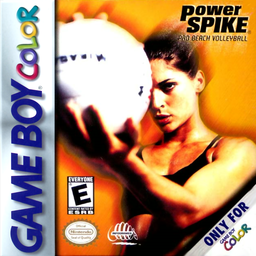 GAME BOY COLOR
power
SPIKE
PRO BEACH VOLLEYBALL
EVERYONE
E
ESRB
Nintendo
ONLY FOR
GAME BOY
COLOR